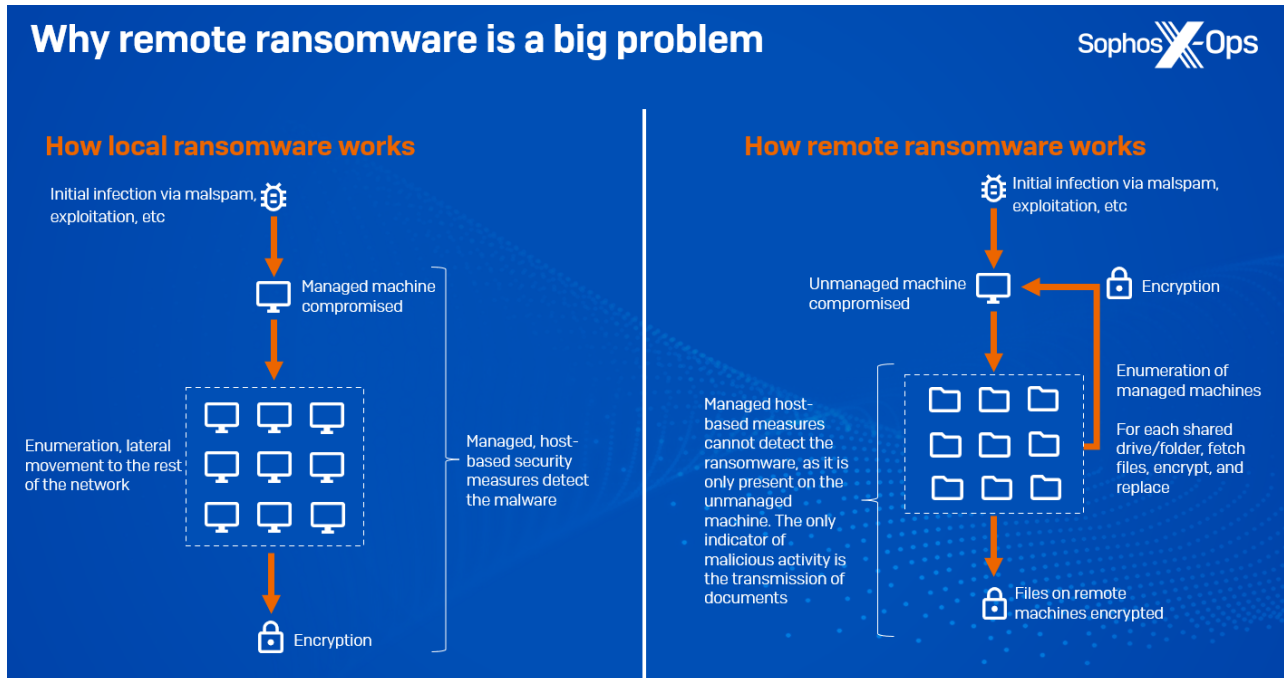 Why remote ransomware is a big problem
Sophos X-Ops
How local ransomware works
Initial infection via malspam,
exploitation, etc
Managed machine
compromised
Enumeration, lateral
movement to the rest
of the network
Managed, host-
based security
measures detect
the malware
Encryption
How remote ransomware works
Initial infection via malspam,
exploitation, etc
Unmanaged machine
compromised
Encryption
Enumeration of
managed machines
For each shared
drive/folder, fetch
files, encrypt, and
replace
Managed host-
based measures
cannot detect the
ransomware, as it is
only present on the
unmanaged
machine. The only
indicator of
malicious activity is
the transmission of
documents
Files on remote
machines encrypted